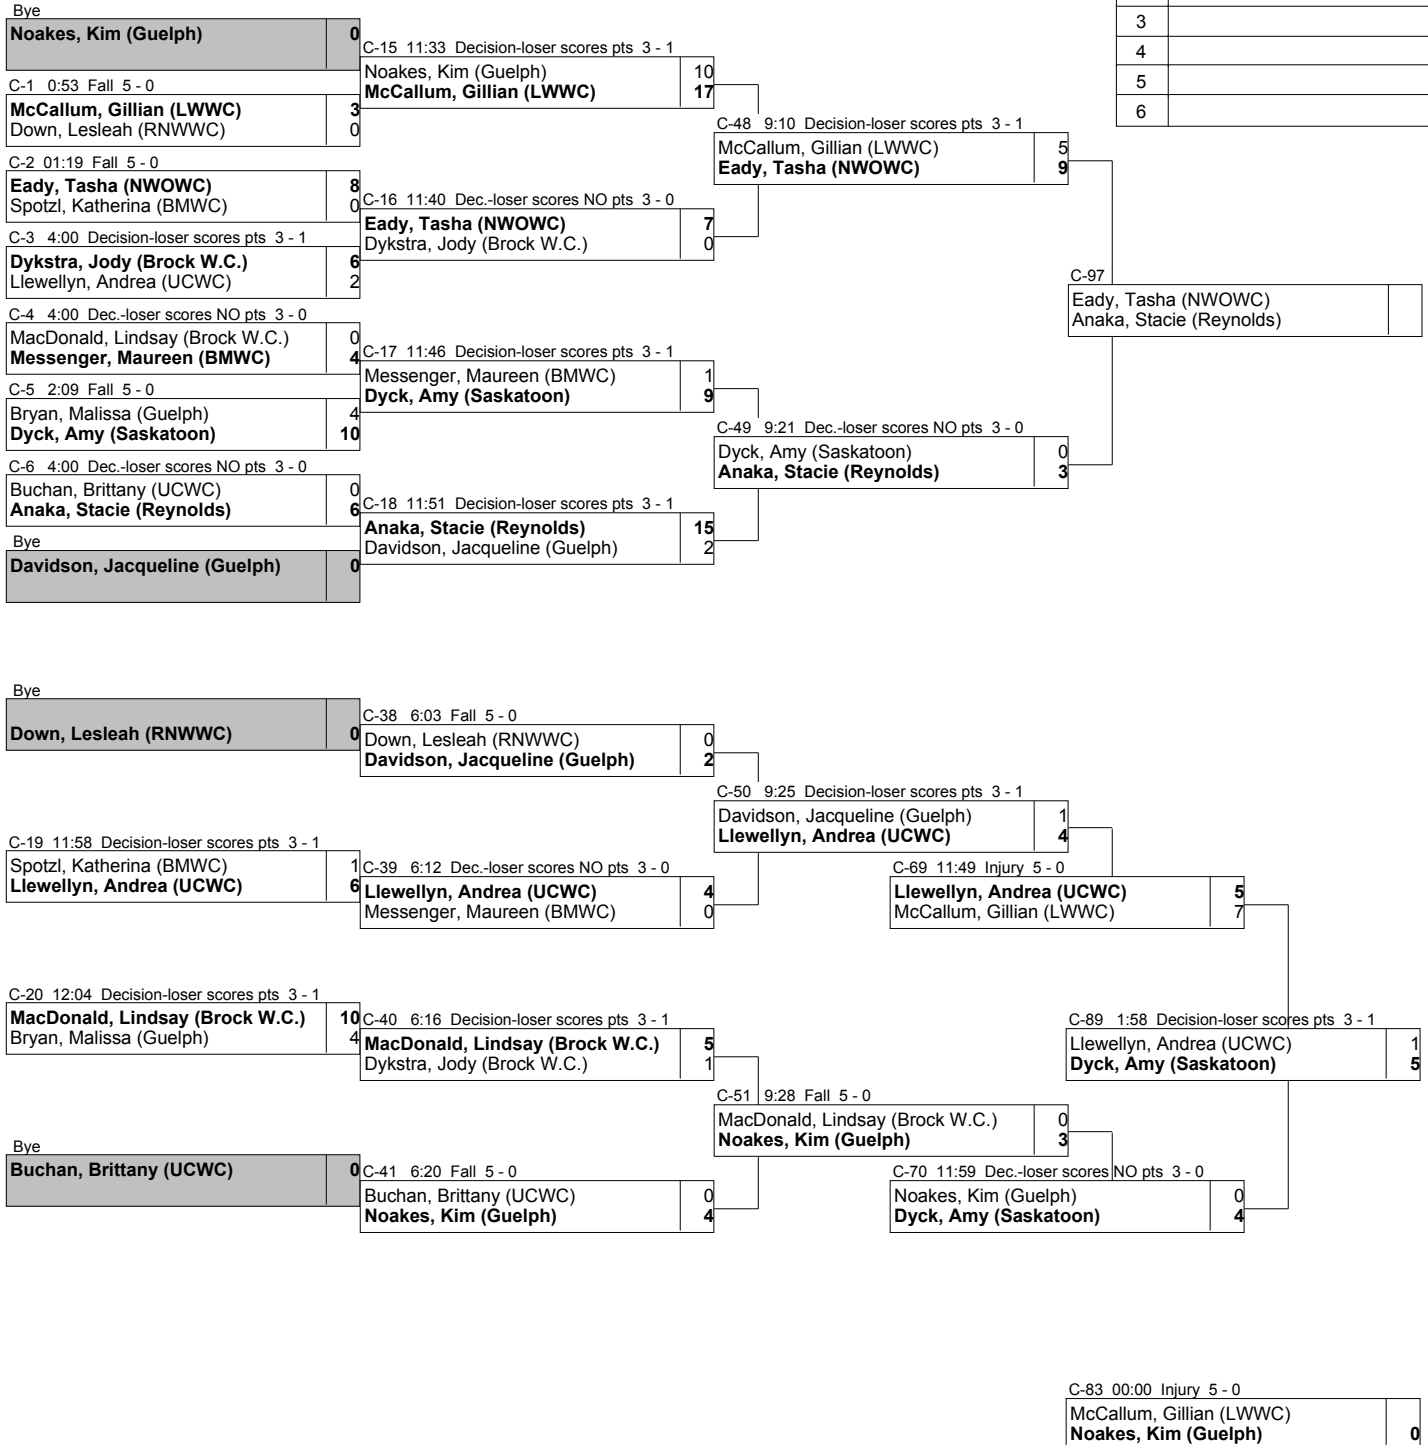 Bye
Noakes, Kim (Guelph) 0
C-1 0:53 Fall 5 - 0
McCallum, Gillian (LWWC) 3
Down, Lesleah (RNWWC) 0
C-2 01:19 Fall 5 - 0
Eady, Tasha (NWOWC) 8
Spotzl, Katherina (BMWC) 0
C-3 4:00 Decision-loser scores pts 3 - 1
Dykstra, Jody (Brock W.C.) 6
Llewellyn, Andrea (UCWC) 2
C-4 4:00 Dec.-loser scores NO pts 3 - 0
MacDonald, Lindsay (Brock W.C.) 0
Messenger, Maureen (BMWC) 4
C-5 2:09 Fall 5 - 0
Bryan, Malissa (Guelph) 4
Dyck, Amy (Saskatoon) 10
C-6 4:00 Dec.-loser scores NO pts 3 - 0
Buchan, Brittany (UCWC) 0
Anaka, Stacie (Reynolds) 6
Bye
Davidson, Jacqueline (Guelph) 0
C-15 11:33 Decision-loser scores pts 3 - 1
Noakes, Kim (Guelph) 10
McCallum, Gillian (LWWC) 17
C-16 11:40 Dec.-loser scores NO pts 3 - 0
Eady, Tasha (NWOWC) 7
Dykstra, Jody (Brock W.C.) 0
C-17 11:46 Decision-loser scores pts 3 - 1
Messenger, Maureen (BMWC) 1
Dyck, Amy (Saskatoon) 9
C-18 11:51 Decision-loser scores pts 3 - 1
Anaka, Stacie (Reynolds) 15
Davidson, Jacqueline (Guelph) 2
C-48 9:10 Decision-loser scores pts 3 - 1
McCallum, Gillian (LWWC) 5
Eady, Tasha (NWOWC) 9
C-49 9:21 Dec.-loser scores NO pts 3 - 0
Dyck, Amy (Saskatoon) 0
Anaka, Stacie (Reynolds) 3
3
4
5
6
C-97
Eady, Tasha (NWOWC)
Anaka, Stacie (Reynolds)
Bye
Down, Lesleah (RNWWC) 0
C-19 11:58 Decision-loser scores pts 3 - 1
Spotzl, Katherina (BMWC) 1
Llewellyn, Andrea (UCWC) 6
C-20 12:04 Decision-loser scores pts 3 - 1
MacDonald, Lindsay (Brock W.C.) 10
Bryan, Malissa (Guelph) 4
Bye
Buchan, Brittany (UCWC) 0
C-38 6:03 Fall 5 - 0
Down, Lesleah (RNWWC) 0
Davidson, Jacqueline (Guelph) 2
C-39 6:12 Dec.-loser scores NO pts 3 - 0
Llewellyn, Andrea (UCWC) 4
Messenger, Maureen (BMWC) 0
C-40 6:16 Decision-loser scores pts 3 - 1
MacDonald, Lindsay (Brock W.C.) 5
Dykstra, Jody (Brock W.C.) 1
C-41 6:20 Fall 5 - 0
Buchan, Brittany (UCWC) 0
Noakes, Kim (Guelph) 4
C-50 9:25 Decision-loser scores pts 3 - 1
Davidson, Jacqueline (Guelph) 1
Llewellyn, Andrea (UCWC) 4
C-51 9:28 Fall 5 - 0
MacDonald, Lindsay (Brock W.C.) 0
Noakes, Kim (Guelph) 3
C-69 11:49 Injury 5 - 0
Llewellyn, Andrea (UCWC) 5
McCallum, Gillian (LWWC) 7
C-70 11:59 Dec.-loser scores NO pts 3 - 0
Noakes, Kim (Guelph) 0
Dyck, Amy (Saskatoon) 4
C-89 1:58 Decision-loser scores pts 3 - 1
Llewellyn, Andrea (UCWC) 1
Dyck, Amy (Saskatoon) 5
C-83 00:00 Injury 5 - 0
McCallum, Gillian (LWWC)
Noakes, Kim (Guelph) 0